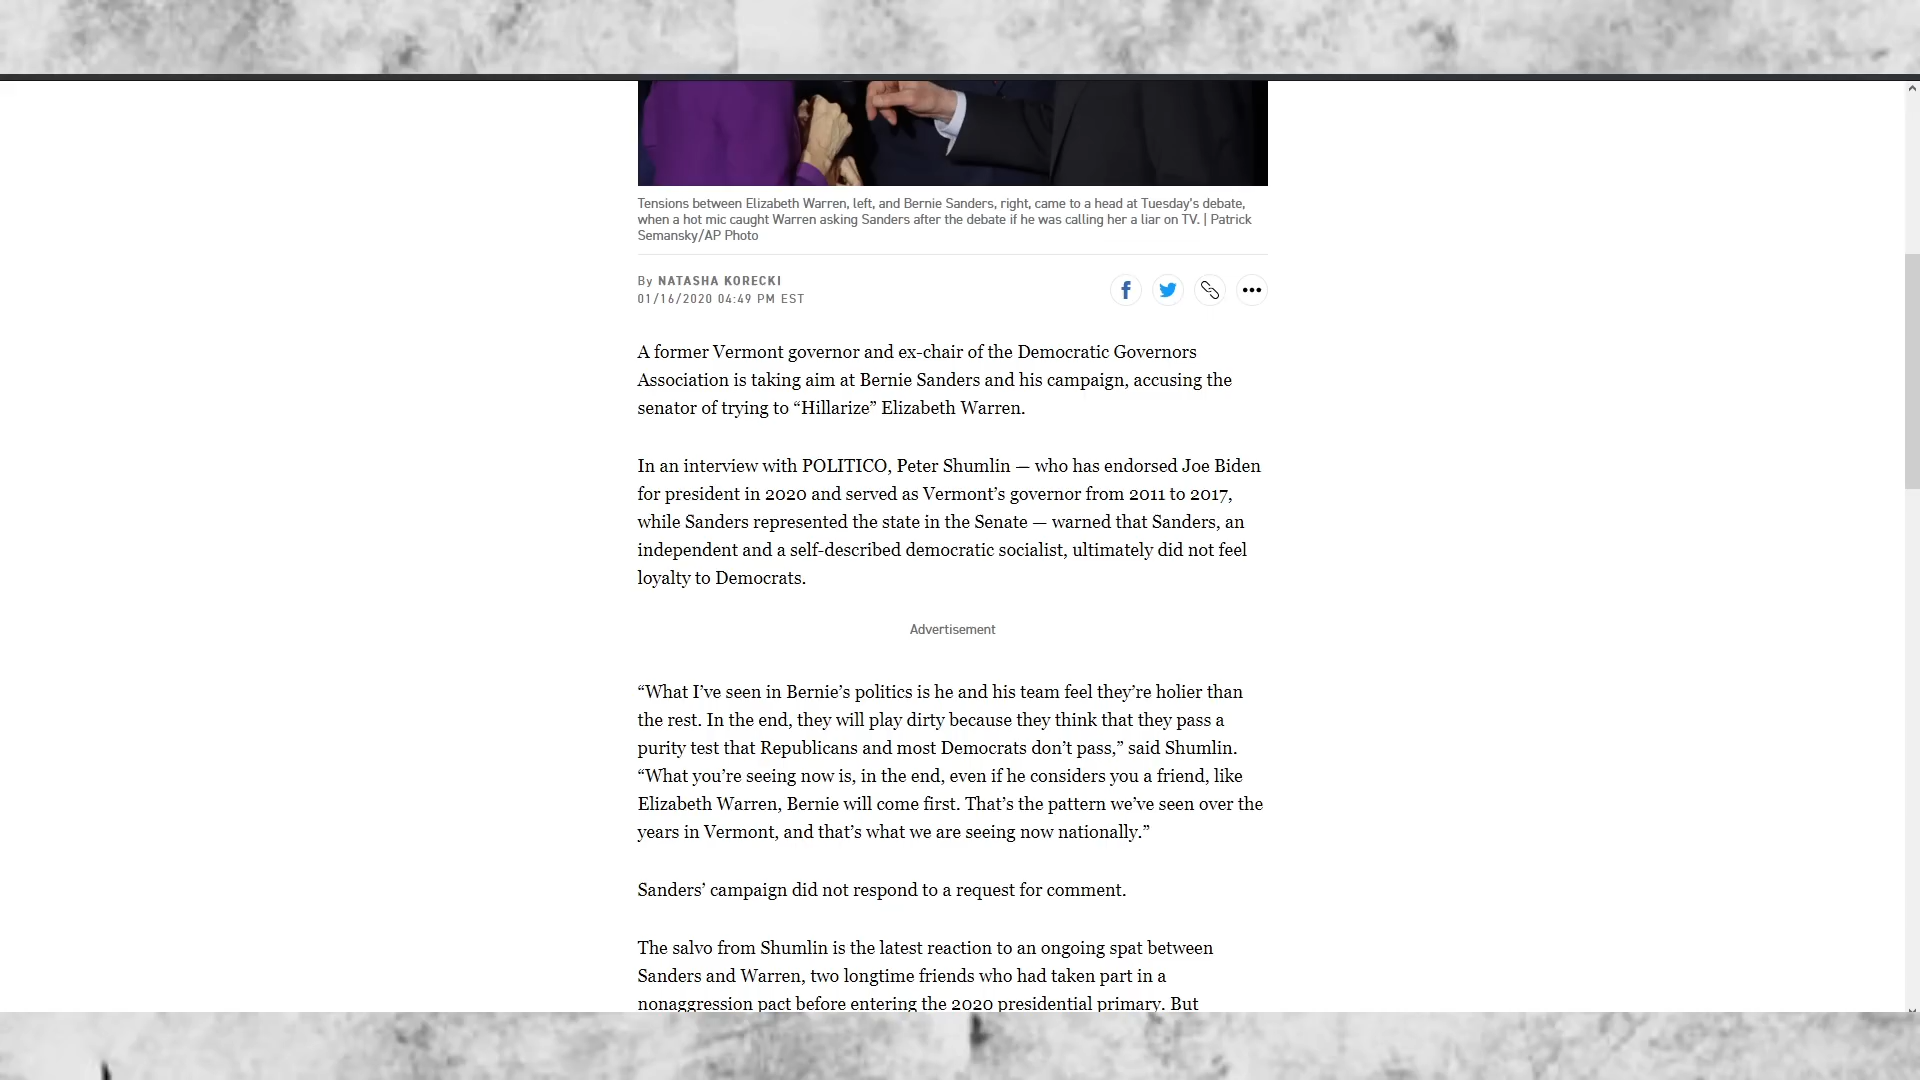 Tensions between Elizabeth Warren, left, and Bernie Sanders, right, came to a head at Tuesday’s debate,
when a hot mic caught Warren asking Sanders after the debate if he was calling her a liar on TV. | Patrick
Semansky/AP Photo
By NATASHA KORECKI
01/16/2020 04:49 PM EST
A former Vermont governor and ex-chair of the Democratic Governors
Association is taking aim at Bernie Sanders and his campaign, accusing the
senator of trying to “Hillarize” Elizabeth Warren.
In an interview with POLITICO, Peter Shumlin — who has endorsed Joe Biden
for president in 2020 and served as Vermont’s governor from 2011 to 2017,
while Sanders represented the state in the Senate — warned that Sanders, an
independent and a self-described democratic socialist, ultimately did not feel
loyalty to Democrats.
Advertisement
“What I’ve seen in Bernie’s politics is he and his team feel they’re holier than
the rest. In the end, they will play dirty because they think that they pass a
purity test that Republicans and most Democrats don’t pass,” said Shumlin.
“What you’re seeing now is, in the end, even if he considers you a friend, like
Elizabeth Warren, Bernie will come first. That’s the pattern we’ve seen over the
years in Vermont, and that’s what we are seeing now nationally.”
Sanders’ campaign did not respond to a request for comment.
The salvo from Shumlin is the latest reaction to an ongoing spat between
Sanders and Warren, two longtime friends who had taken part in a
nonaggression pact before entering the 2020 presidential primary. But